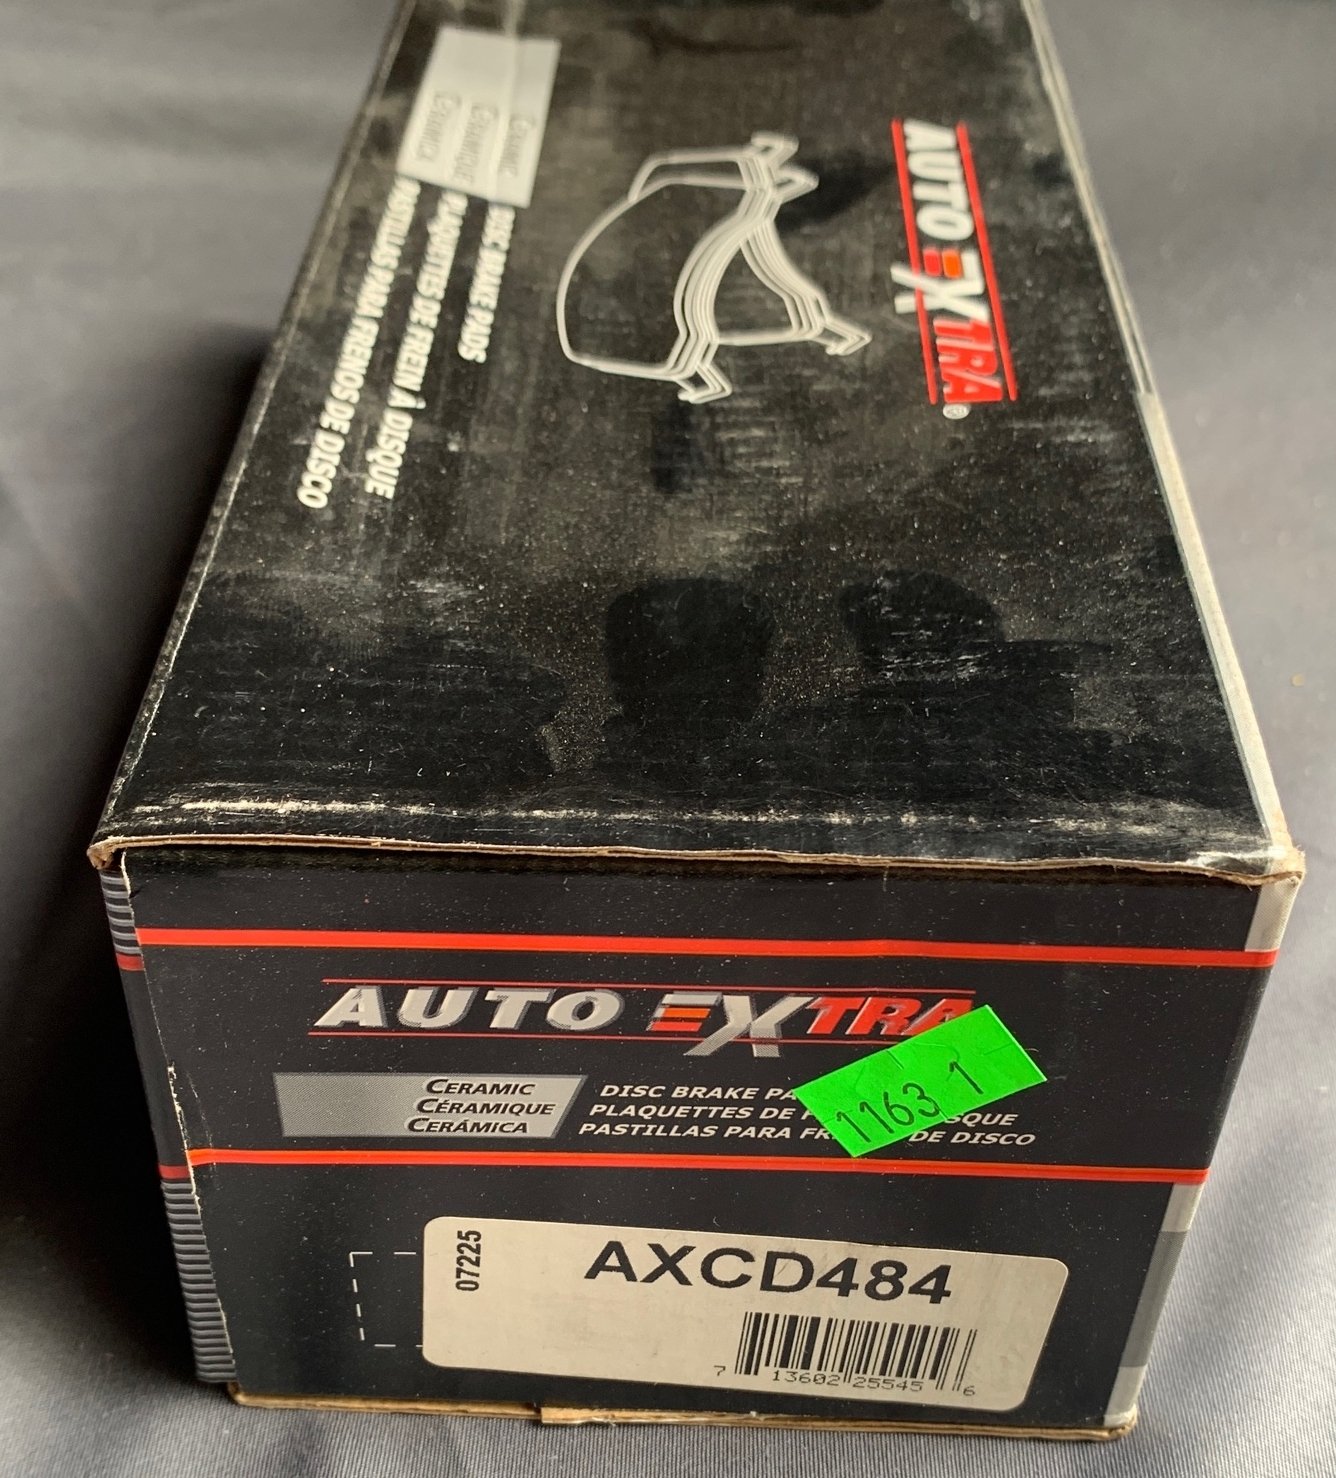 AUTO EXTRA®
CERAMIC DISC BRAKE PADS
CÉRAMIQUE PLAQUETTES DE FREIN À DISQUE
CERÁMICA PASTILLAS PARA FRENOS DE DISCO
AUTO EXTRA
CERAMIC DISC BRAKE PA
CÉRAMIQUE PLAQUETTES DE F SQUE
CERÁMICA PASTILLAS PARA FR DE DISCO
1163 1
07225
AXCD484
7 13602 25545 6